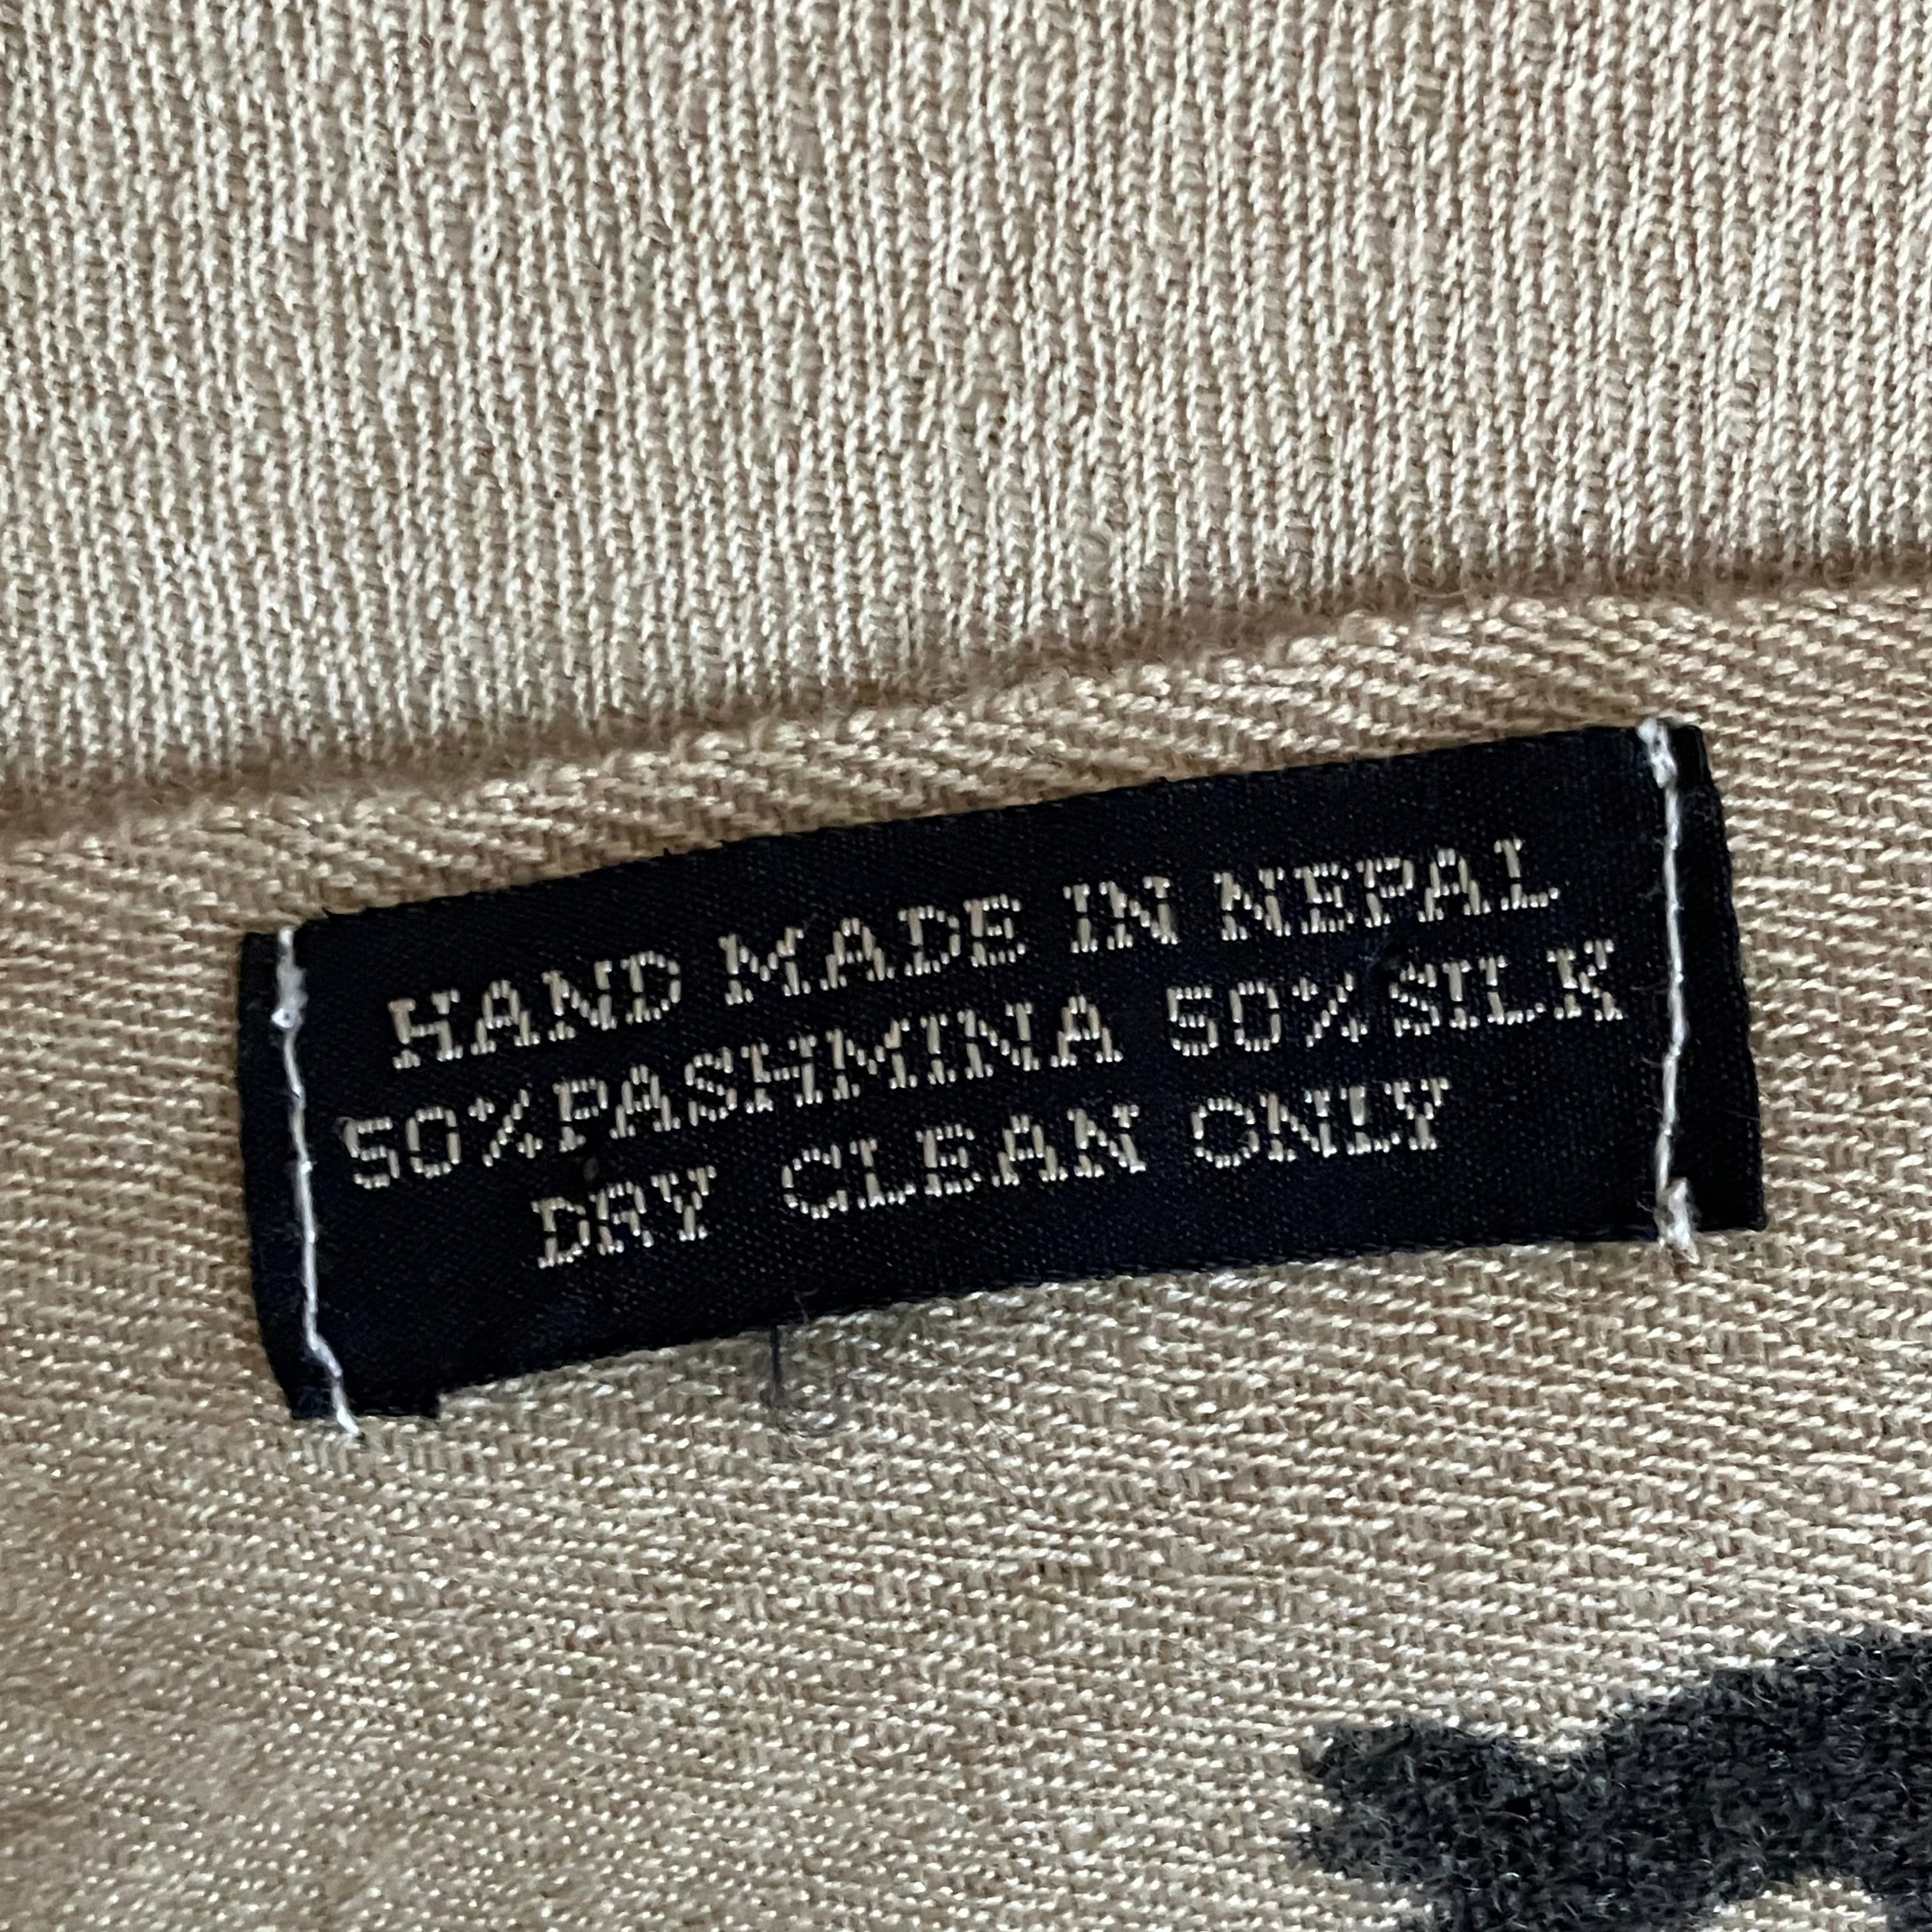 HAND MADE IN NEPAL
50%PASHMINA 50%SILK
DRY CLEAN ONLY